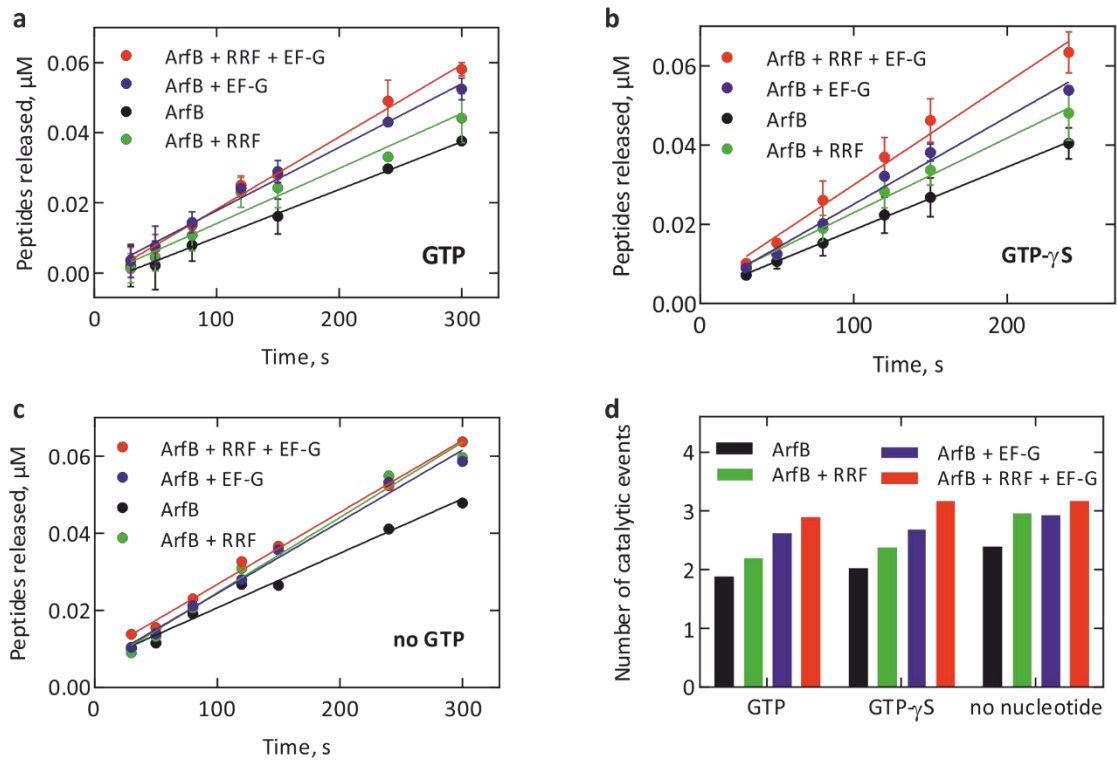 a
Peptides released, µM
0.06
0.04
0.02
0.00
ArfB + RRF + EF-G
ArfB + EF-G
ArfB
ArfB + RRF
GTP
0
100
200
300
Time, s
b
Peptides released, µM
0.06
0.04
0.02
0.00
ArfB + RRF + EF-G
ArfB + EF-G
ArfB
ArfB + RRF
GTP-γS
0
100
200
Time, s
c
Peptides released, µM
0.06
0.04
0.02
0.00
ArfB + RRF + EF-G
ArfB + EF-G
ArfB
ArfB + RRF
no GTP
0
100
200
300
Time, s
d
Number of catalytic events
4
3
2
1
0
ArfB
ArfB + RRF
ArfB + EF-G
ArfB + RRF + EF-G
GTP
GTP-γS
no nucleotide